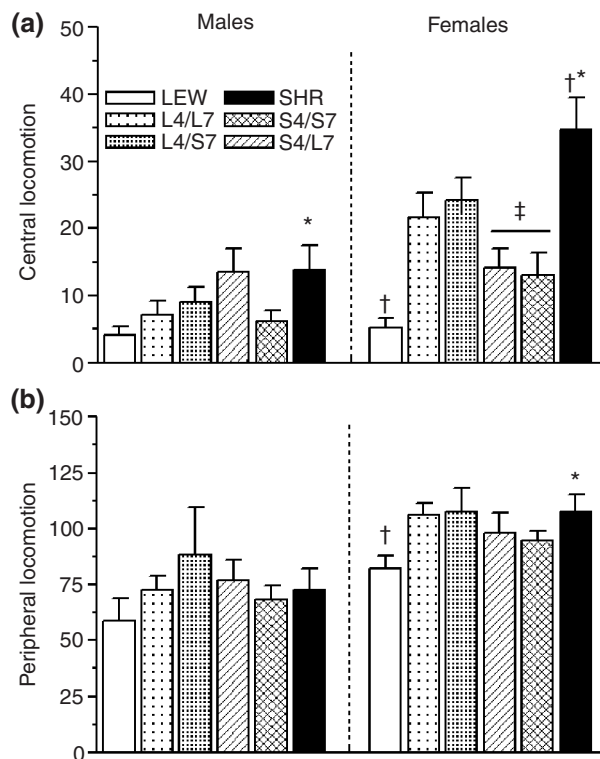 (a)
Males
Females
Central locomotion
50
40
30
20
10
0
LEW
SHR
L4/L7
S4/S7
L4/S7
S4/L7
*
†
‡
†*
(b)
Peripheral locomotion
150
125
100
75
50
25
0
†
*